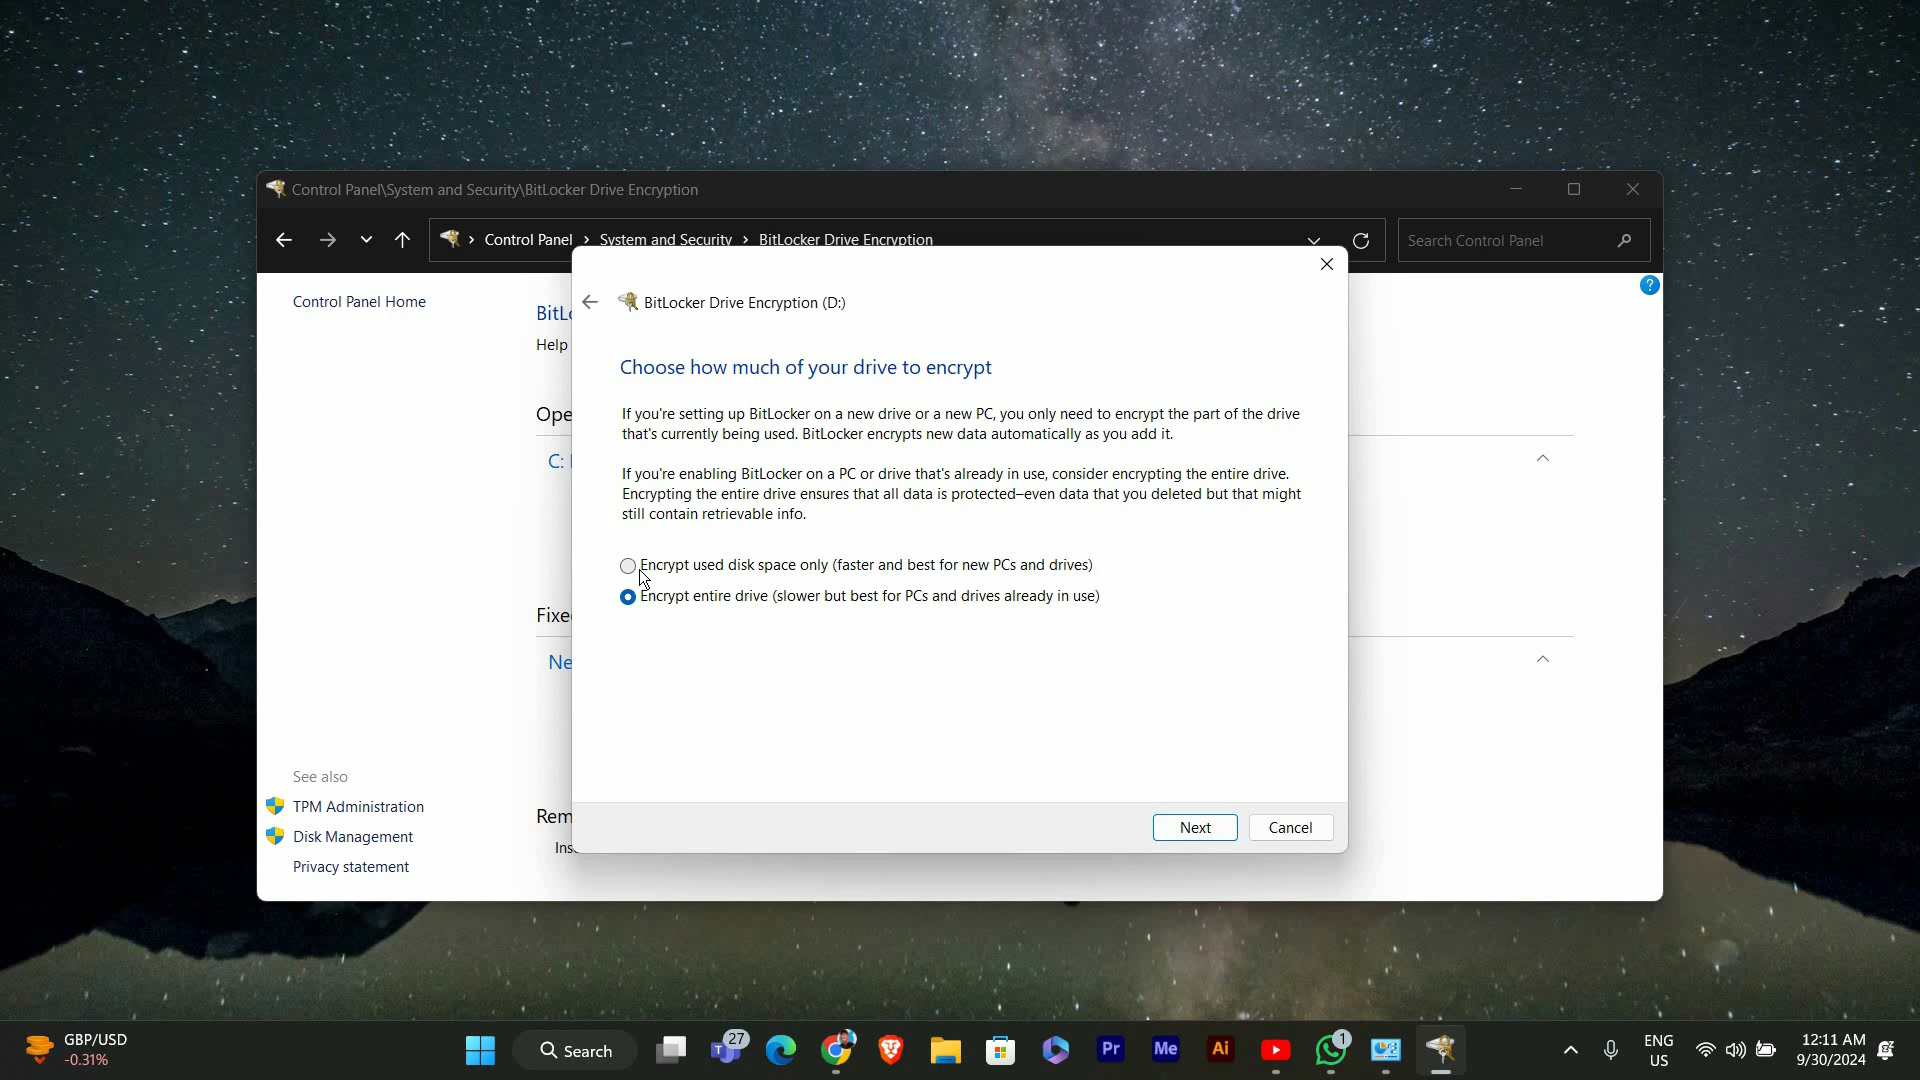 Control Panel\System and Security\BitLocker Drive Encryption
Control Panel > System and Security > BitLocker Drive Encryption
Search Control Panel
Control Panel Home
?
BitLo
BitLocker Drive Encryption (D:)
Help
Choose how much of your drive to encrypt
Ope
If you're setting up BitLocker on a new drive or a new PC, you only need to encrypt the part of the drive
that's currently being used. BitLocker encrypts new data automatically as you add it.
C:
If you're enabling BitLocker on a PC or drive that's already in use, consider encrypting the entire drive.
Encrypting the entire drive ensures that all data is protected–even data that you deleted but that might
still contain retrievable info.
Encrypt used disk space only (faster and best for new PCs and drives)
Encrypt entire drive (slower but best for PCs and drives already in use)
Fixe
Ne
See also
TPM Administration
Disk Management
Privacy statement
Rem
Ins
Next
Cancel
GBP/USD
-0.31%
Search
27
Pr
Me
Ai
1
ENG
US
12:11 AM
9/30/2024